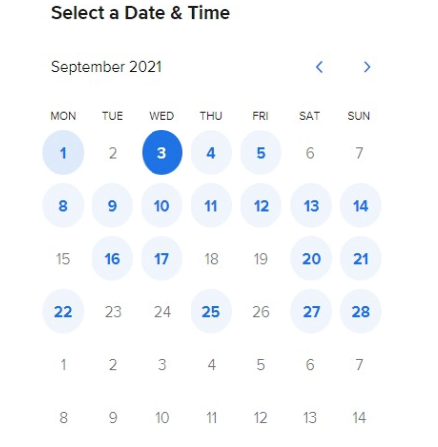 Select a Date & Time
September 2021
MON TUE WED THU FRI SAT SUN
1 2 3 4 5 6 7
8 9 10 11 12 13 14
15 16 17 18 19 20 21
22 23 24 25 26 27 28
1 2 3 4 5 6 7
8 9 10 11 12 13 14